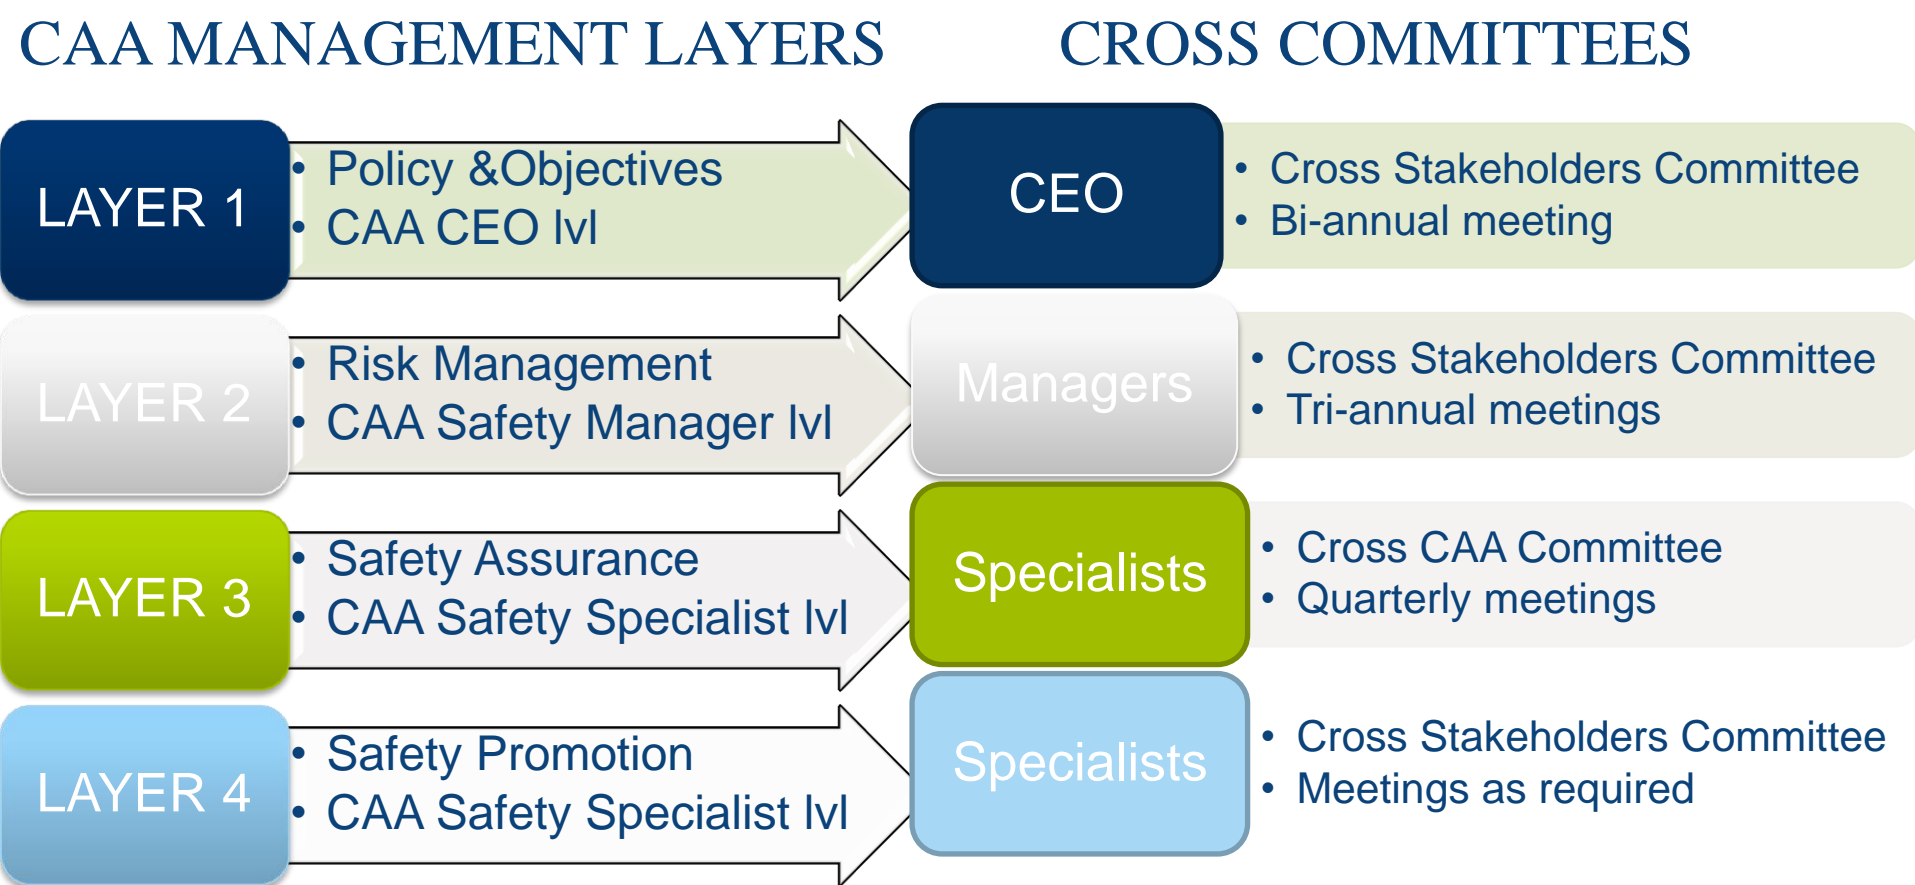 CAA MANAGEMENT LAYERS
CROSS COMMITTEES
LAYER 1
• Policy &Objectives
• CAA CEO lvl
CEO
• Cross Stakeholders Committee
• Bi-annual meeting
LAYER 2
• Risk Management
• CAA Safety Manager lvl
Managers
• Cross Stakeholders Committee
• Tri-annual meetings
LAYER 3
• Safety Assurance
• CAA Safety Specialist lvl
Specialists
• Cross CAA Committee
• Quarterly meetings
LAYER 4
• Safety Promotion
• CAA Safety Specialist lvl
Specialists
• Cross Stakeholders Committee
• Meetings as required